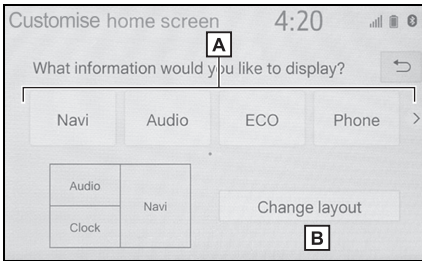 Customise home screen 4:20
A
What information would you like to display?
Navi Audio ECO Phone >
Audio
Navi
Clock
Change layout
B